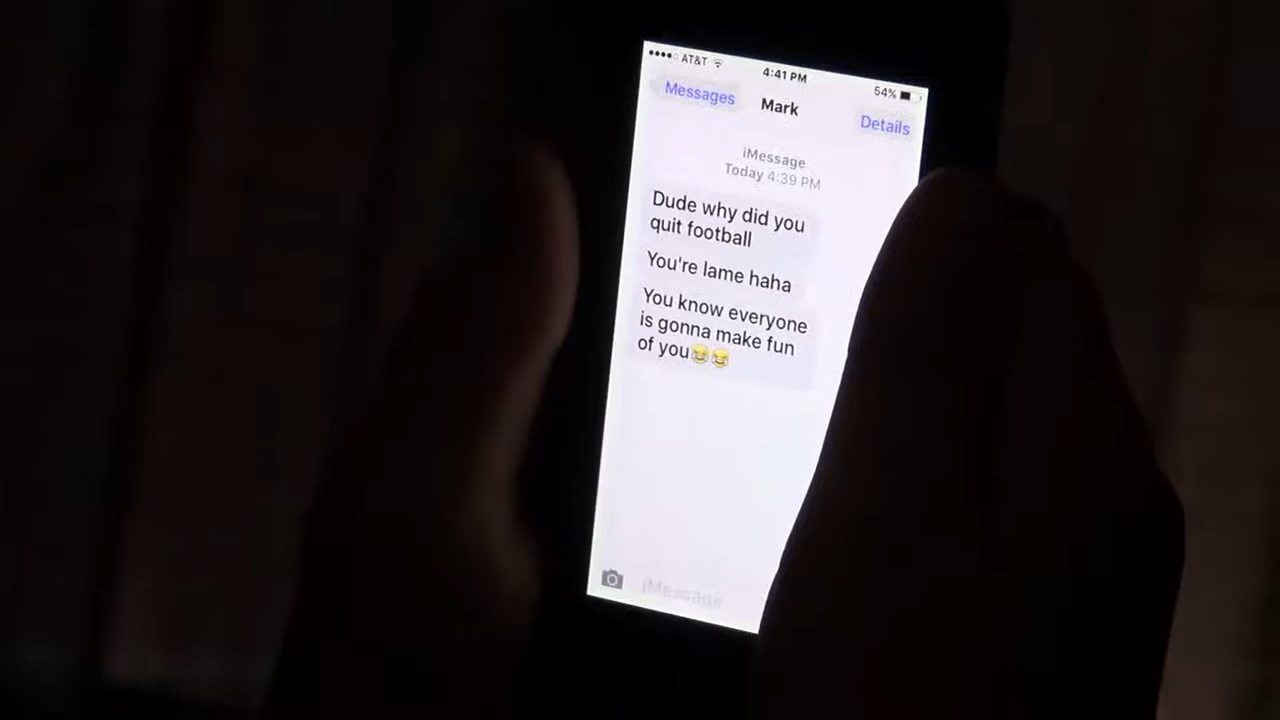 AT&T 4:41 PM 54%
Messages Mark Details
iMessage
Today 4:39 PM
Dude why did you
quit football
You're lame haha
You know everyone
is gonna make fun
of you😂😂
iMessage